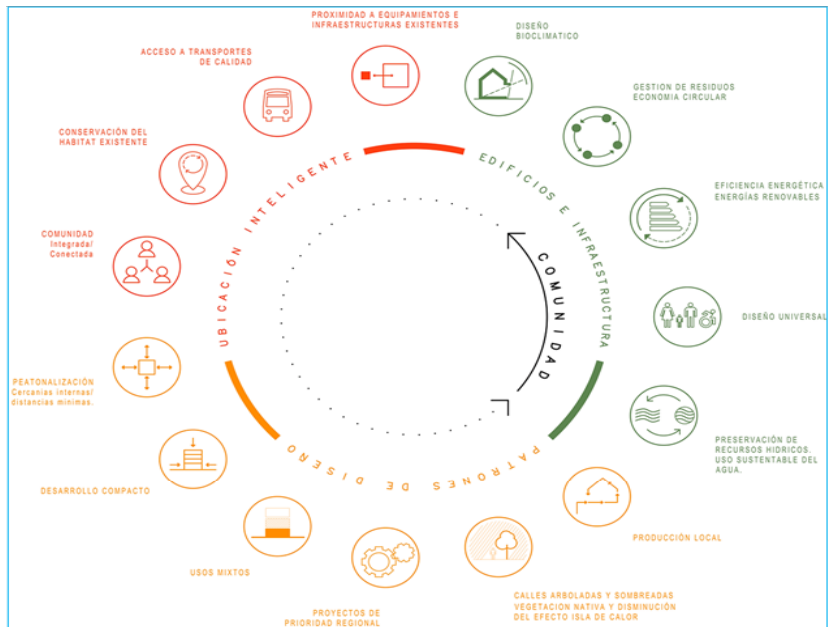 PROXIMIDAD A EQUIPAMIENTOS E
INFRAESTRUCTURAS EXISTENTES
DISEÑO
BIOCLIMATICO
ACCESO A TRANSPORTES
DE CALIDAD
GESTION DE RESIDUOS
ECONOMIA CIRCULAR
CONSERVACIÓN DEL
HABITAT EXISTENTE
EFICIENCIA ENERGÉTICA
ENERGÍAS RENOVABLES
COMUNIDAD
Integrada/
Conectada
DISEÑO UNIVERSAL
PEATONALIZACIÓN
Cercanias internas/
distancias mínimas.
PRESERVACIÓN DE
RECURSOS HIDRICOS.
USO SUSTENTABLE DEL
AGUA.
DESARROLLO COMPACTO
PRODUCCIÓN LOCAL
USOS MIXTOS
CALLES ARBOLADAS Y SOMBREADAS
VEGETACION NATIVA Y DISMINUCIÓN
DEL EFECTO ISLA DE CALOR
PROYECTOS DE
PRIORIDAD REGIONAL
UBICACIÓN INTELIGENTE
EDIFICIOS E INFRAESTRUCTURA
COMUNIDAD
PATRONES DE DISEÑO